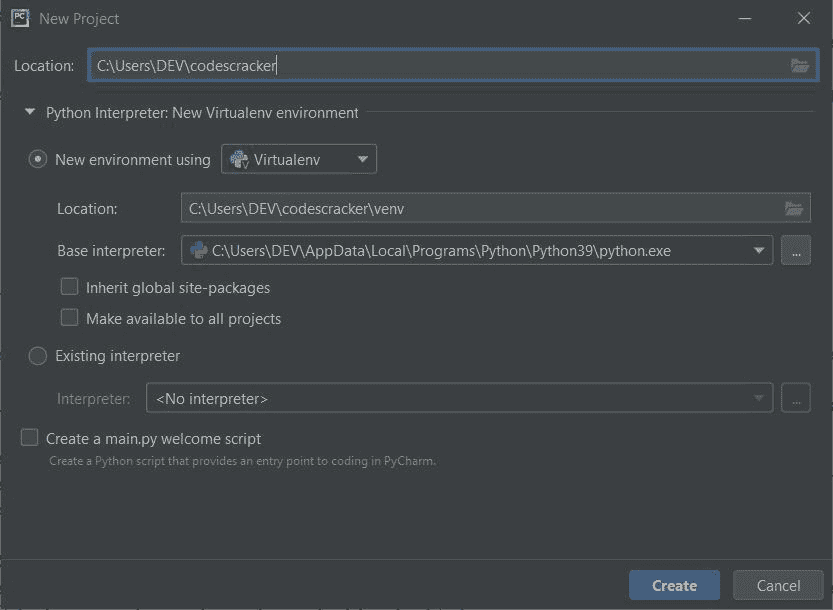 PC New Project
Location: C:\Users\DEV\codescracker
Python Interpreter: New Virtualenv environment
New environment using Virtualenv
Location: C:\Users\DEV\codescracker\venv
Base interpreter: C:\Users\DEV\AppData\Local\Programs\Python\Python39\python.exe ...
Inherit global site-packages
Make available to all projects
Existing interpreter
Interpreter: <No interpreter> ...
Create a main.py welcome script
Create a Python script that provides an entry point to coding in PyCharm.
Create Cancel